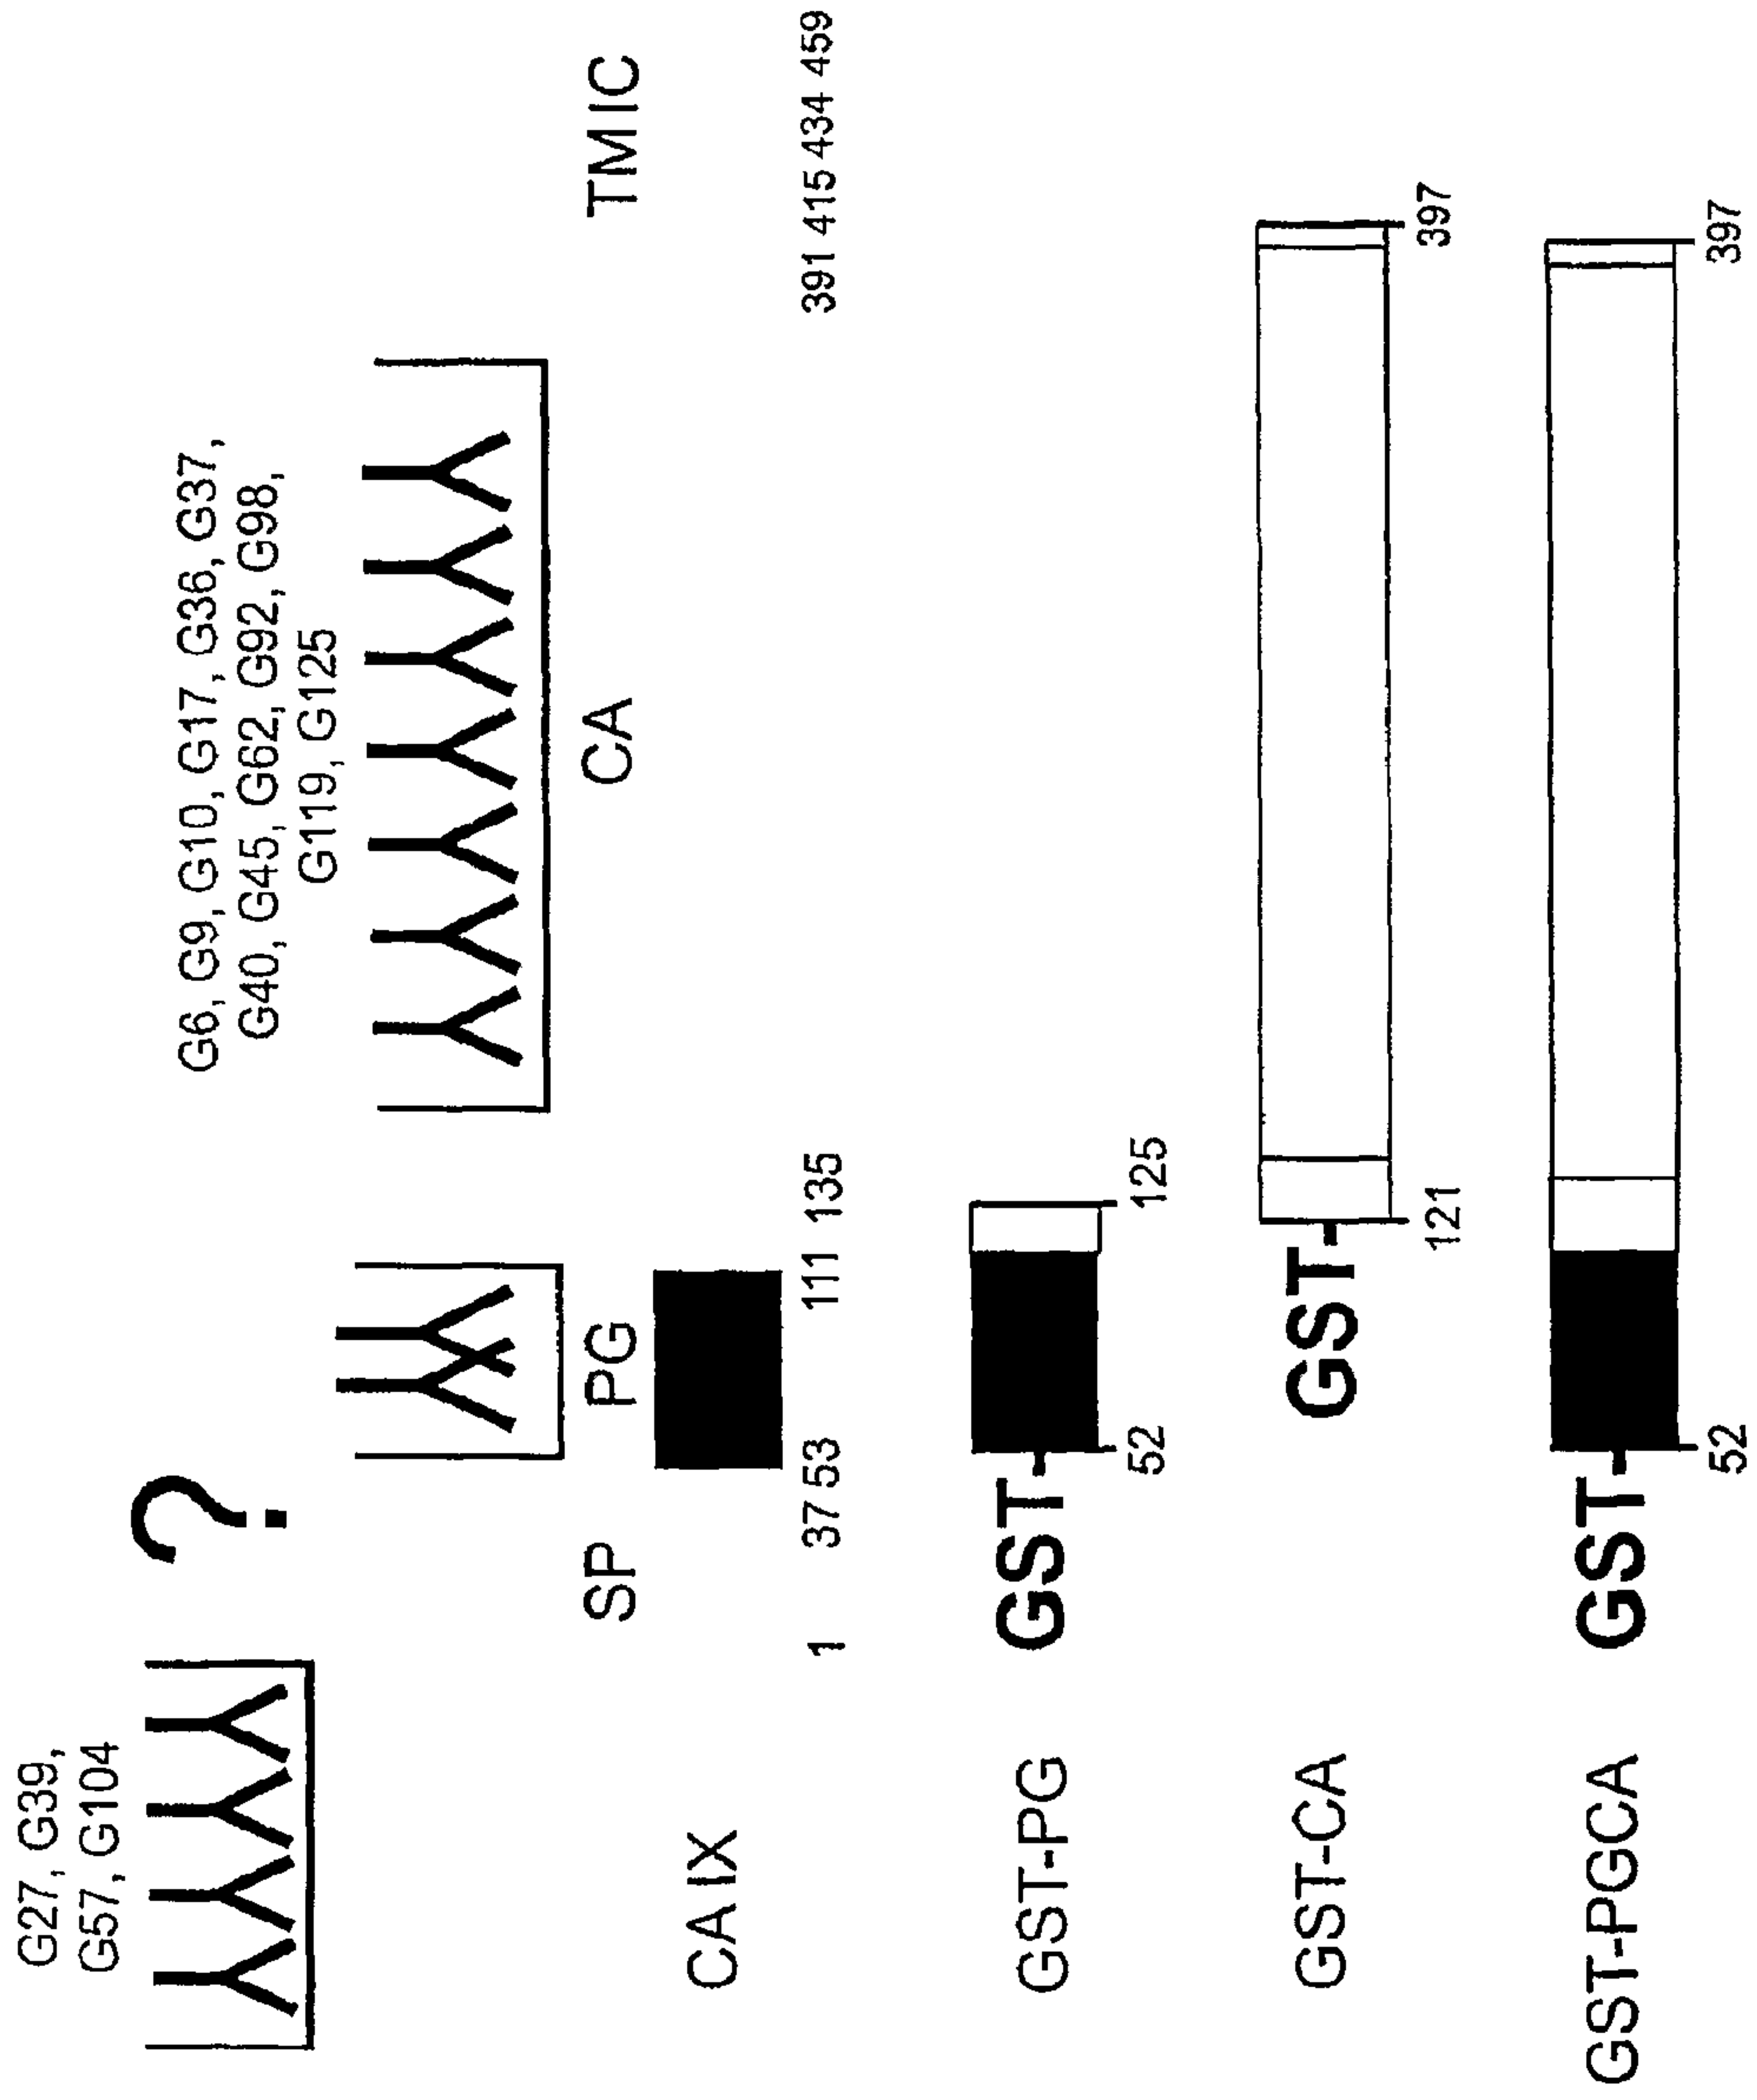 G27, G39,
G57, G104
?
G6, G9, G10, G17, G36, G37,
G40, G45, G62, G92, G98,
G119, G125
SP PG CA TM IC
CA IX
1 37 53 111 135 391 415 434 459
GST-PG GST-
52 125
GST-CA GST-
121 397
GST-PGCA GST-
52 397